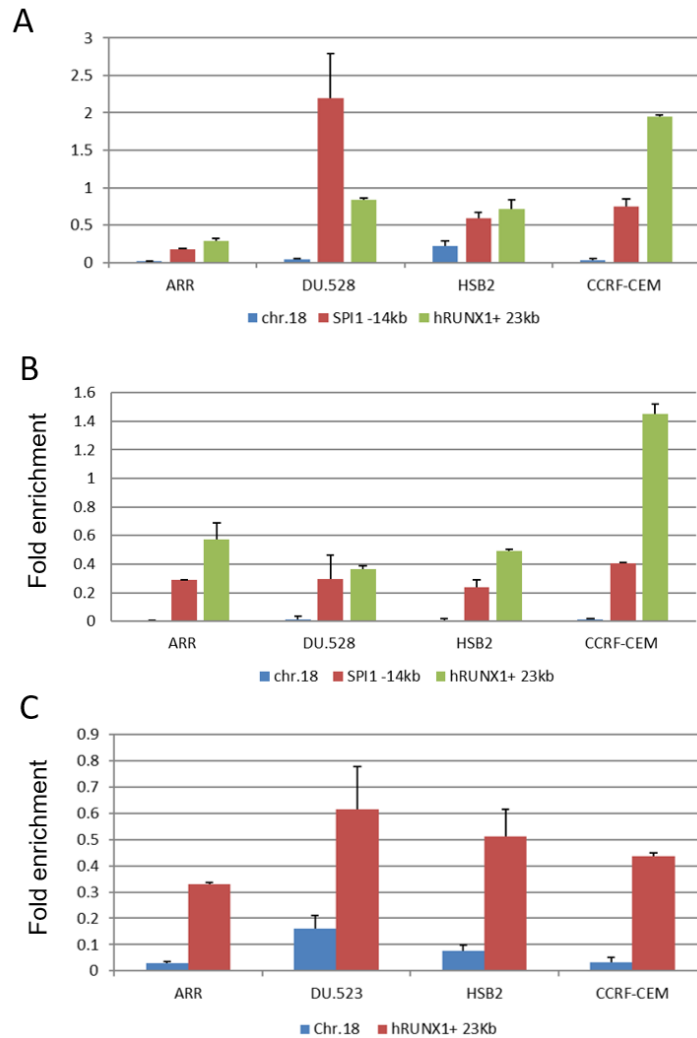 A
3
2.5
2
1.5
1
0.5
0
ARR DU.528 HSB2 CCRF-CEM
chr.18 SPI1 -14kb hRUNX1+ 23kb
B
Fold enrichment
1.6
1.4
1.2
1
0.8
0.6
0.4
0.2
0
ARR DU.528 HSB2 CCRF-CEM
chr.18 SPI1 -14kb hRUNX1+ 23kb
C
Fold enrichment
0.9
0.8
0.7
0.6
0.5
0.4
0.3
0.2
0.1
0
ARR DU.523 HSB2 CCRF-CEM
Chr.18 hRUNX1+ 23Kb